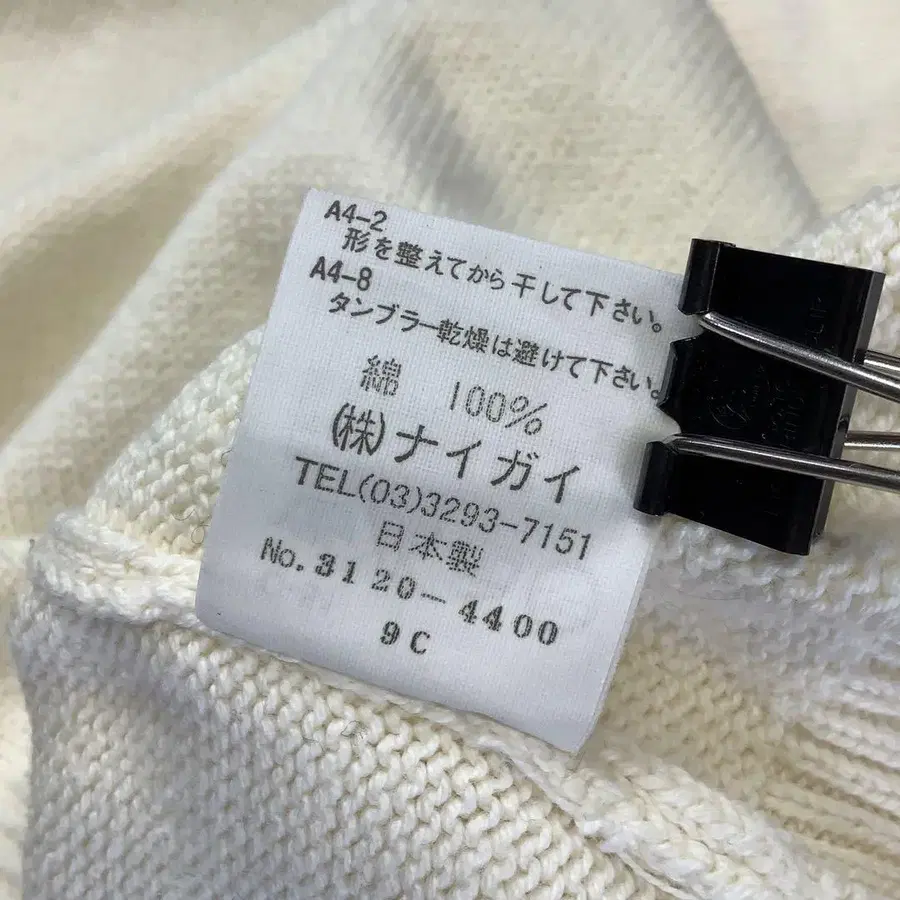 A4-2
形を整えてから干して下さい。
A4-8
タンブラー乾燥は避けて下さい。
綿 100%
(株)ナイガイ
TEL(03)3293-7151
日本製
No.3120-4400
9C